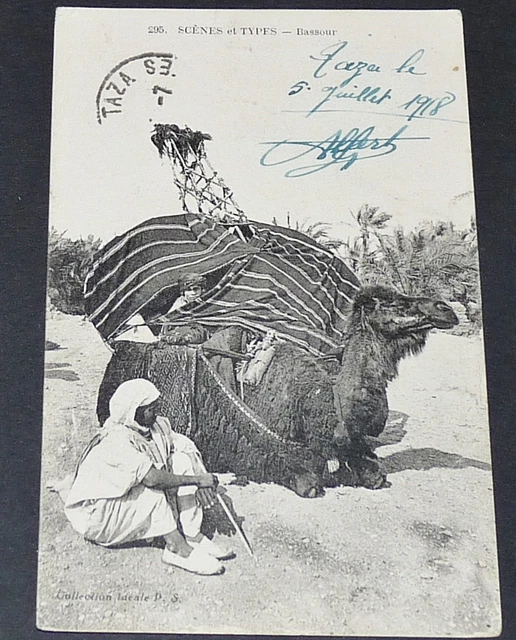 295. SCÈNES et TYPES — Bassour
Taza le
5 Juillet 1918
TAZA
7
Collection Idéale P. S.